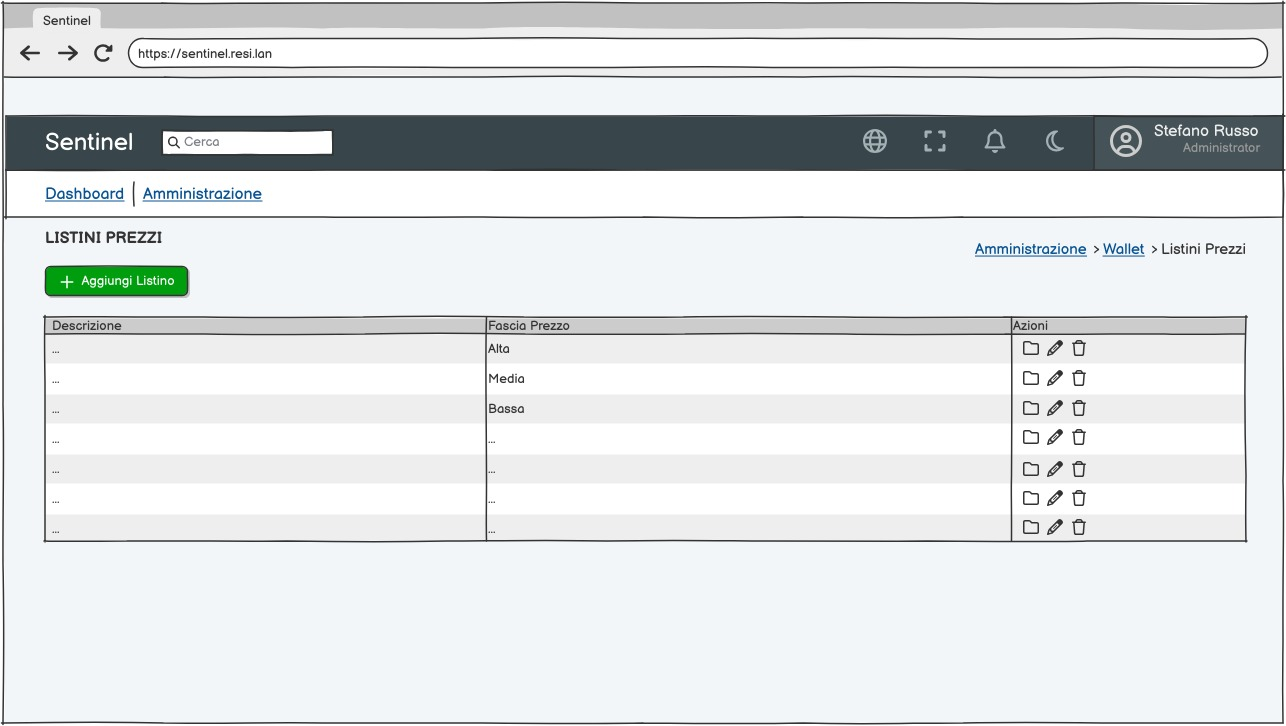 Sentinel
https://sentinel.resi.lan
Sentinel
Cerca
Stefano Russo
Administrator
Dashboard
Amministrazione
LISTINI PREZZI
Amministrazione > Wallet > Listini Prezzi
Aggiungi Listino
Descrizione Fascia Prezzo Azioni
... Alta
... Media
... Bassa
... ...
... ...
... ...
... ...